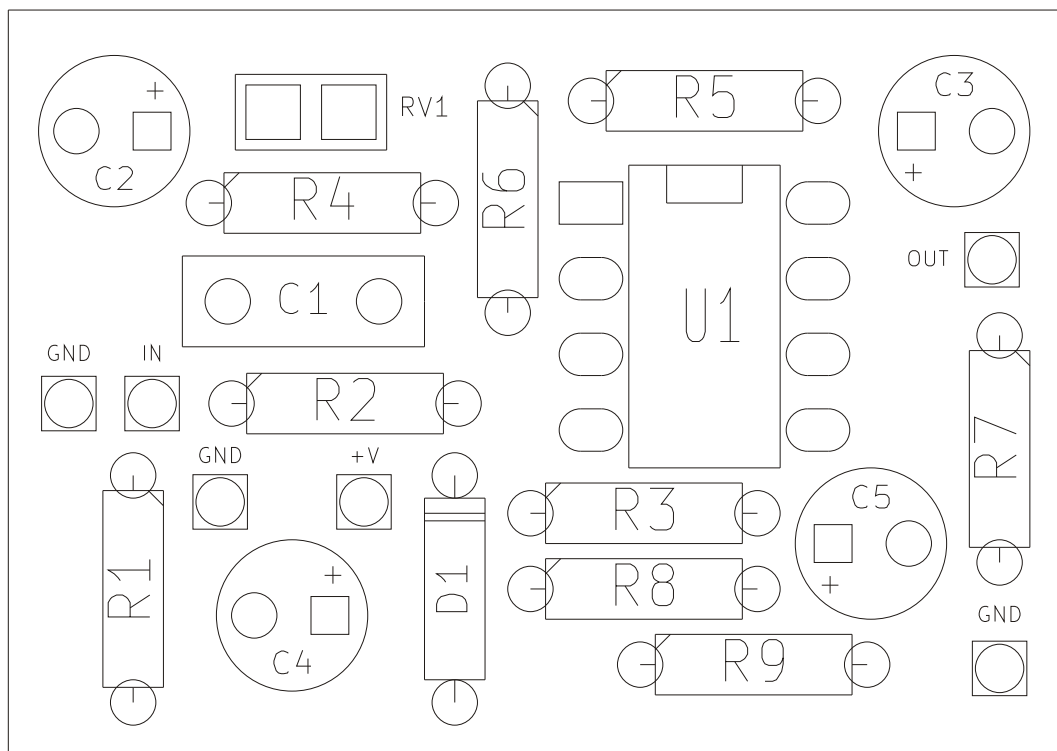 +
RV1
R5
C3
C2
+
R4
R6
OUT
C1
U1
GND
IN
R2
R7
GND
+V
C5
R3
+
+
R1
R8
D1
C4
GND
R9